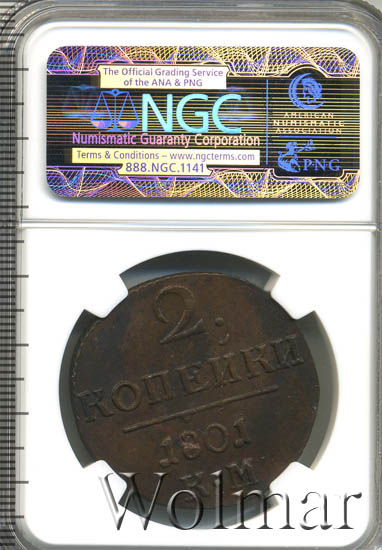 The Official Grading Service
of the ANA & PNG
NGC
Numismatic Guaranty Corporation
Terms & Conditions – www.ngcterms.com
888.NGC.1141
AMERICAN
NUMISMATIC
ASSOCIATION
PNG
2;
КОПЕИКИ
1801
КМ
Wolmar